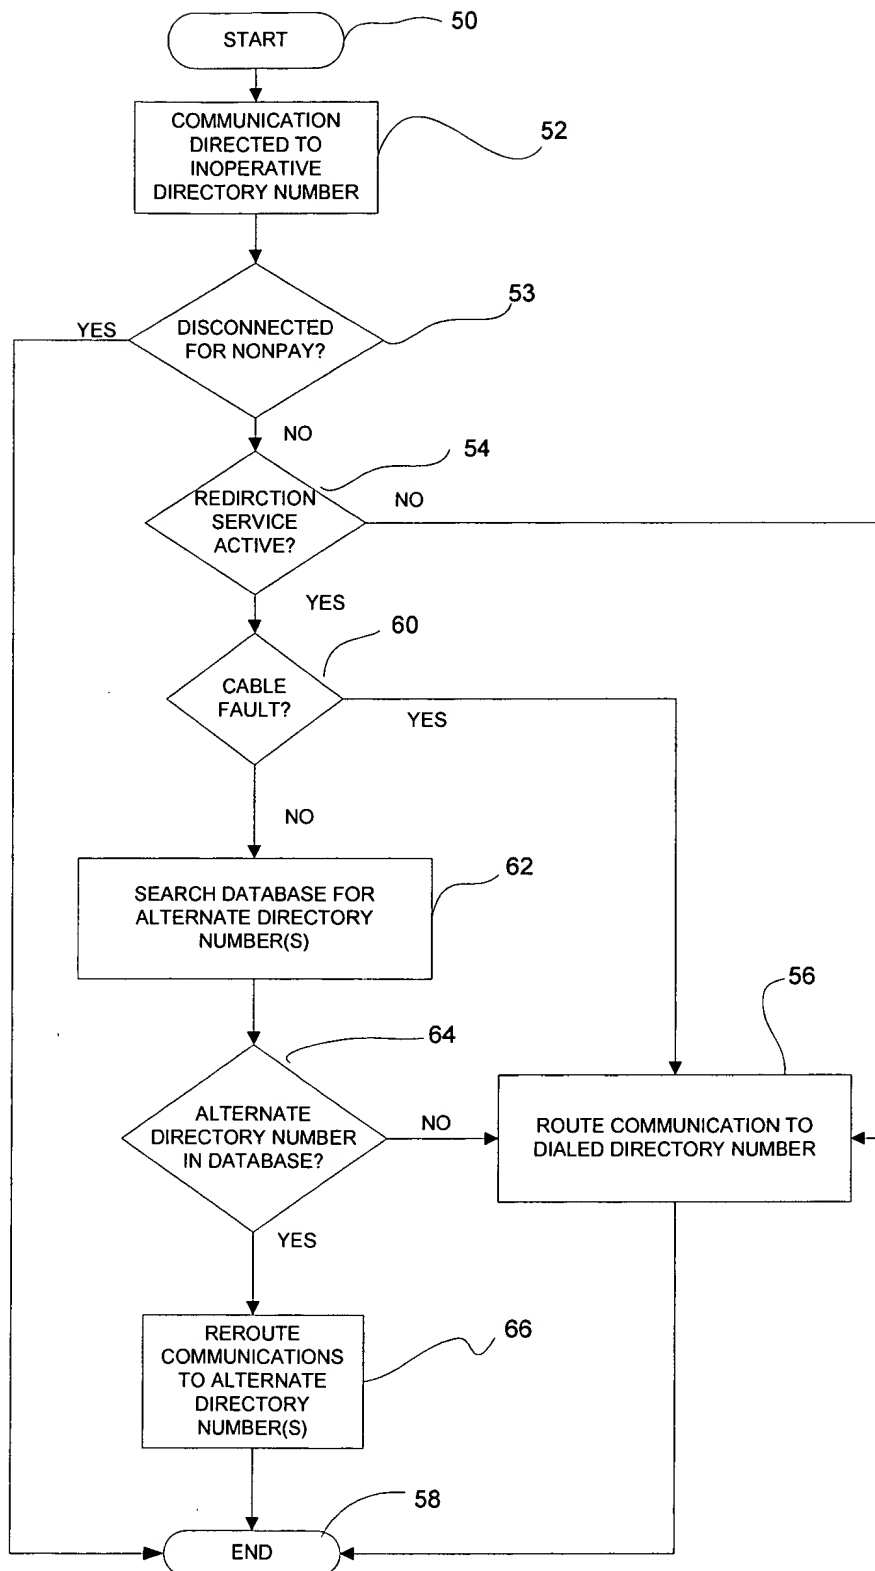 START
50
COMMUNICATION
DIRECTED TO
INOPERATIVE
DIRECTORY NUMBER
52
DISCONNECTED
FOR NONPAY?
53
YES
NO
54
REDIRCTION
SERVICE
ACTIVE?
NO
YES
60
CABLE
FAULT?
YES
NO
SEARCH DATABASE FOR
ALTERNATE DIRECTORY
NUMBER(S)
62
56
64
ALTERNATE
DIRECTORY NUMBER
IN DATABASE?
NO
ROUTE COMMUNICATION TO
DIALED DIRECTORY NUMBER
YES
REROUTE
COMMUNICATIONS
TO ALTERNATE
DIRECTORY
NUMBER(S)
66
58
END